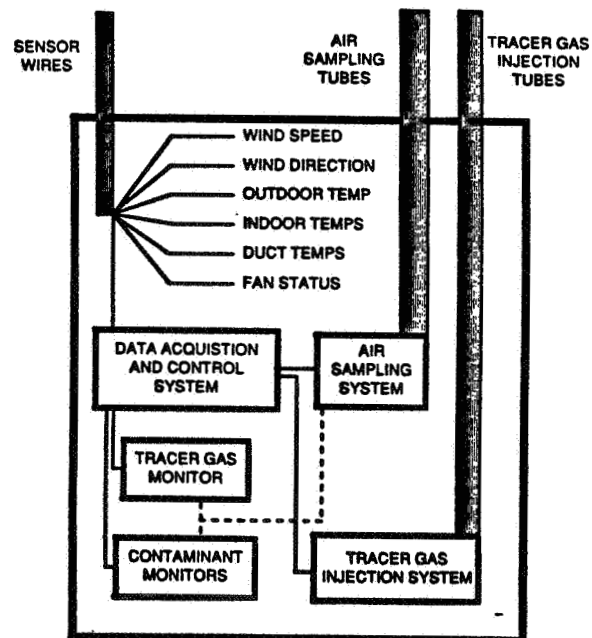 SENSOR
WIRES
AIR
SAMPLING
TUBES
TRACER GAS
INJECTION
TUBES
WIND SPEED
WIND DIRECTION
OUTDOOR TEMP
INDOOR TEMPS
DUCT TEMPS
FAN STATUS
DATA ACQUISTION
AND CONTROL
SYSTEM
AIR
SAMPLING
SYSTEM
TRACER GAS
MONITOR
CONTAMINANT
MONITORS
TRACER GAS
INJECTION SYSTEM